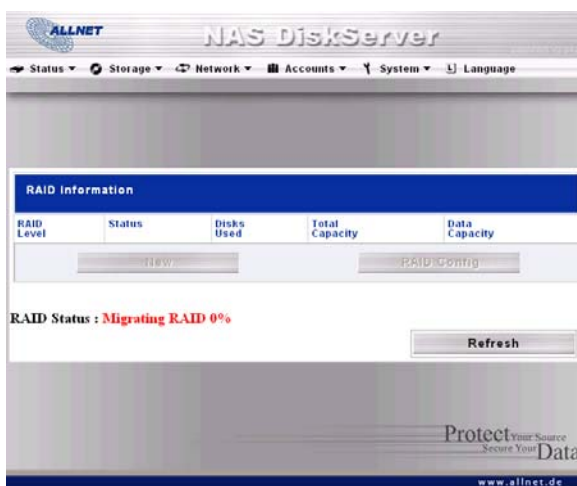 ALLNET
NAS DiskServer
Status Storage Network Accounts System Language
RAID Information
RAID Level Status Disks Used Total Capacity Data Capacity
New RAID Config
RAID Status : Migrating RAID 0%
Refresh
Protect Your Source
Secure Your Data
www.allnet.de